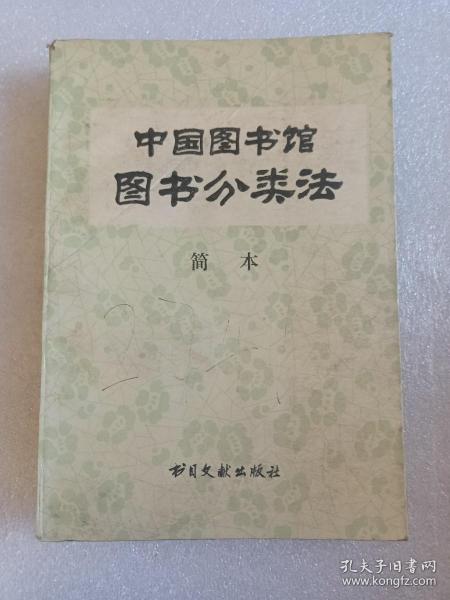 中国图书馆
图书分类法
简 本
书目文献出版社
孔夫子旧书网
www.kongfz.com